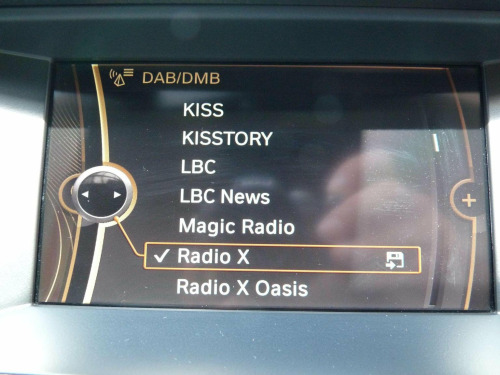 DAB/DMB
KISS
KISSTORY
LBC
LBC News
Magic Radio
Radio X
Radio X Oasis